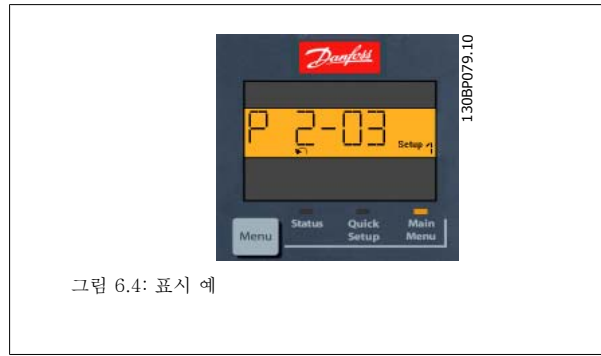 Danfoss
130BP079.10
P 2-03 Setup 1
Status Quick Setup Main Menu
Menu
그림 6.4: 표시 예